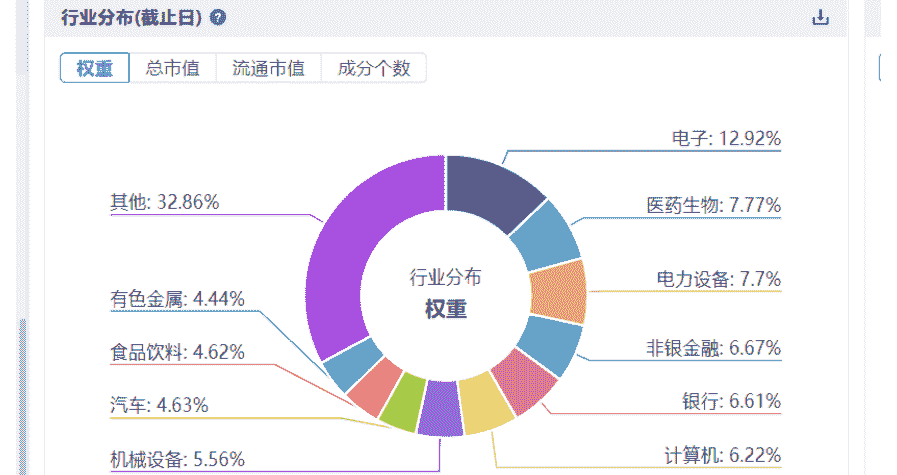 行业分布(截止日) ?
权重 总市值 流通市值 成分个数
电子: 12.92%
医药生物: 7.77%
电力设备: 7.7%
非银金融: 6.67%
银行: 6.61%
计算机: 6.22%
机械设备: 5.56%
汽车: 4.63%
食品饮料: 4.62%
有色金属: 4.44%
其他: 32.86%
行业分布
权重